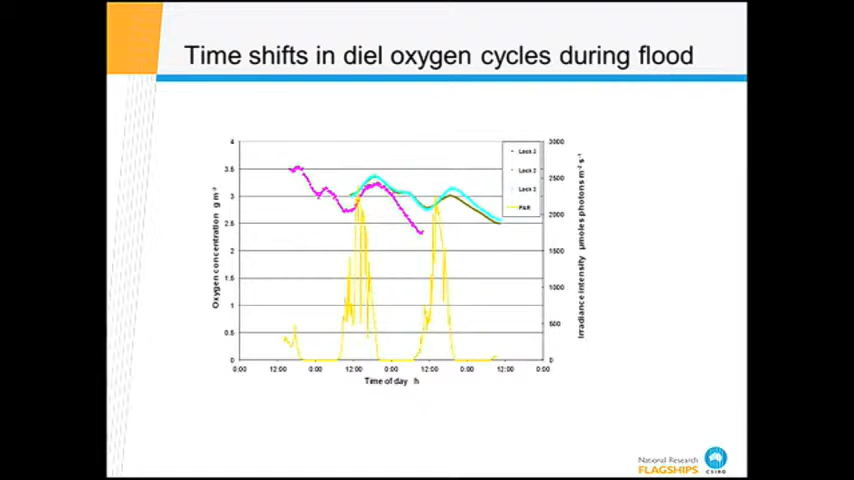 Time shifts in diel oxygen cycles during flood
4
3.5
3
2.5
2
1.5
1
0.5
0
Oxygen concentration g m⁻³
3000
2500
2000
1500
1000
500
0
Irradiance intensity µmoles photons m⁻² s⁻¹
Lock 3
Lock 2
Lock 3
PAR
0:00 12:00 0:00 12:00 0:00 12:00 0:00 12:00 0:00
Time of day h
National Research
FLAGSHIPS
CSIRO